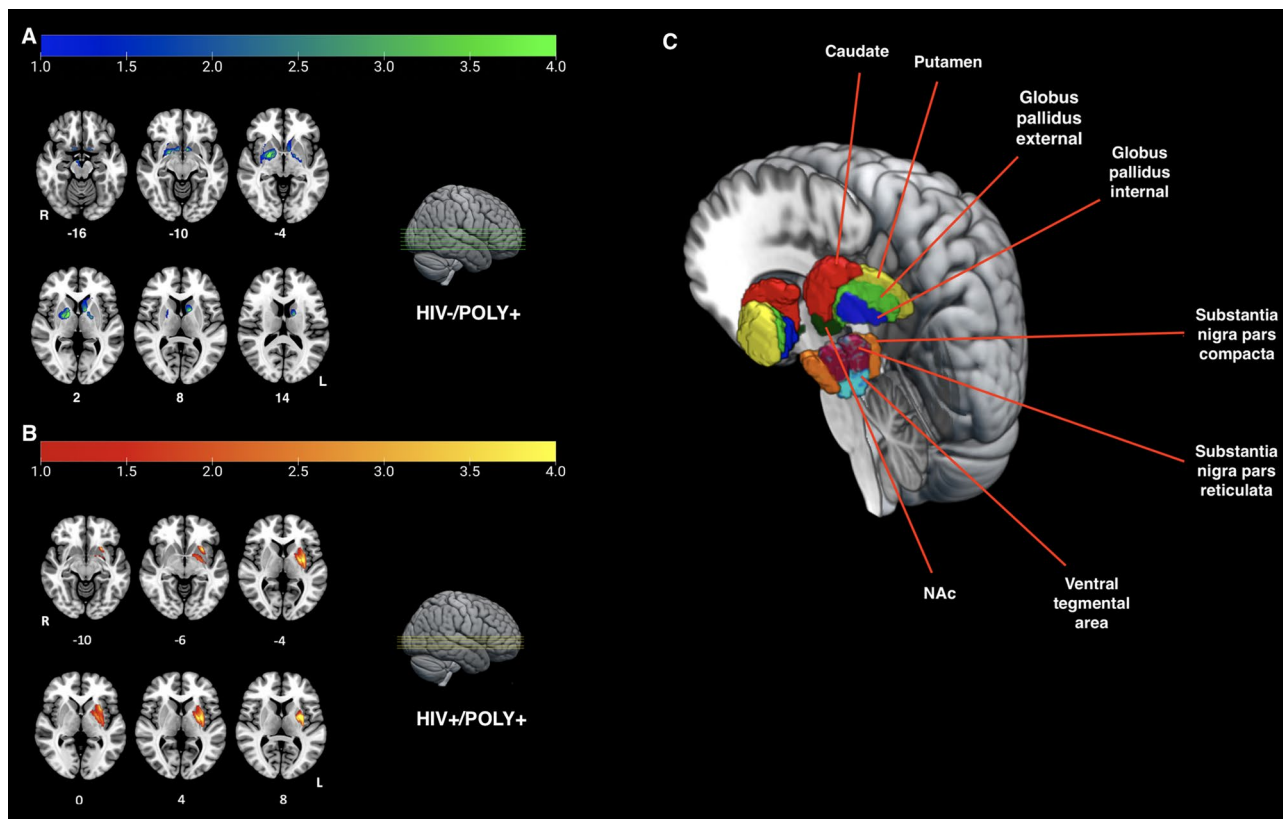 A
1.0 1.5 2.0 2.5 3.0 3.5 4.0
R
-16 -10 -4
HIV-/POLY+
2 8 14
L
B
1.0 1.5 2.0 2.5 3.0 3.5 4.0
R
-10 -6 -4
HIV+/POLY+
0 4 8
L
C
Caudate
Putamen
Globus
pallidus
external
Globus
pallidus
internal
Substantia
nigra pars
compacta
Substantia
nigra pars
reticulata
Ventral
tegmental
area
NAc